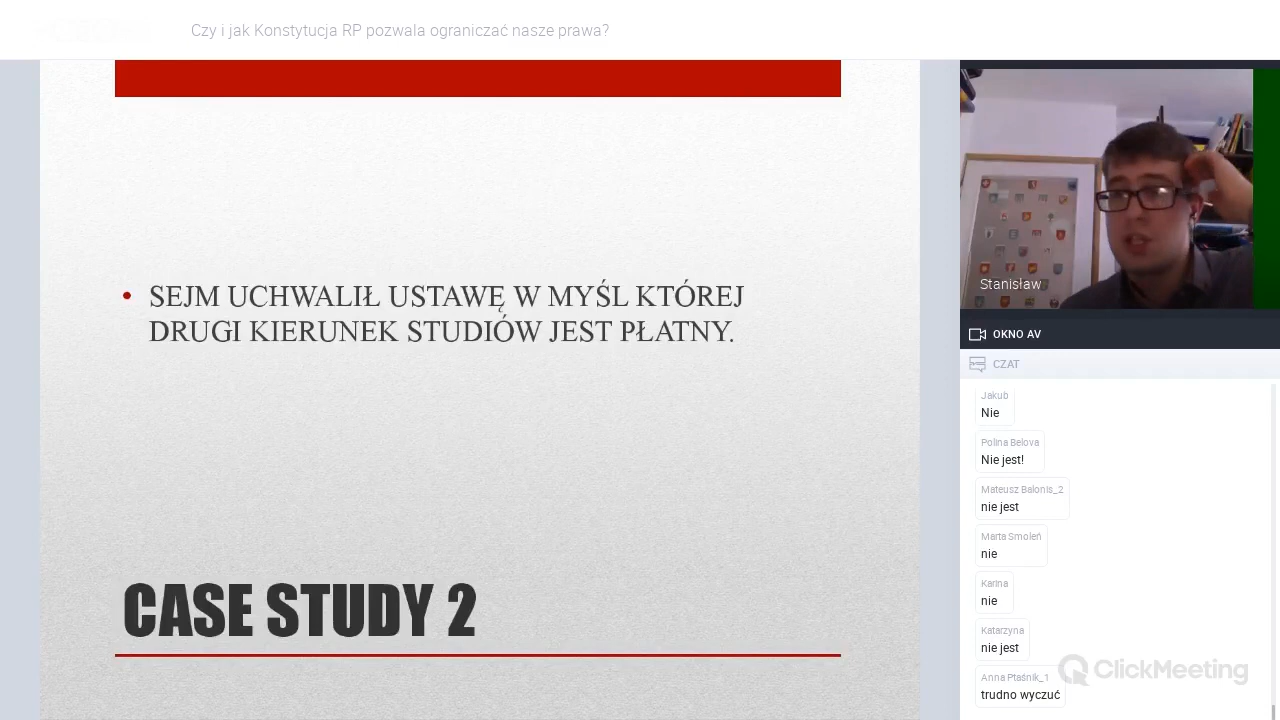 Czy i jak Konstytucja RP pozwala ograniczać nasze prawa?
• SEJM UCHWALIŁ USTAWĘ W MYŚL KTÓREJ
DRUGI KIERUNEK STUDIÓW JEST PŁATNY.
CASE STUDY 2
Stanisław
OKNO AV
CZAT
Jakub
Nie
Polina Belova
Nie jest!
Mateusz Balonis_2
nie jest
Marta Smoleń
nie
Karina
nie
Katarzyna
nie jest
Anna Ptaśnik_1
trudno wyczuć
ClickMeeting